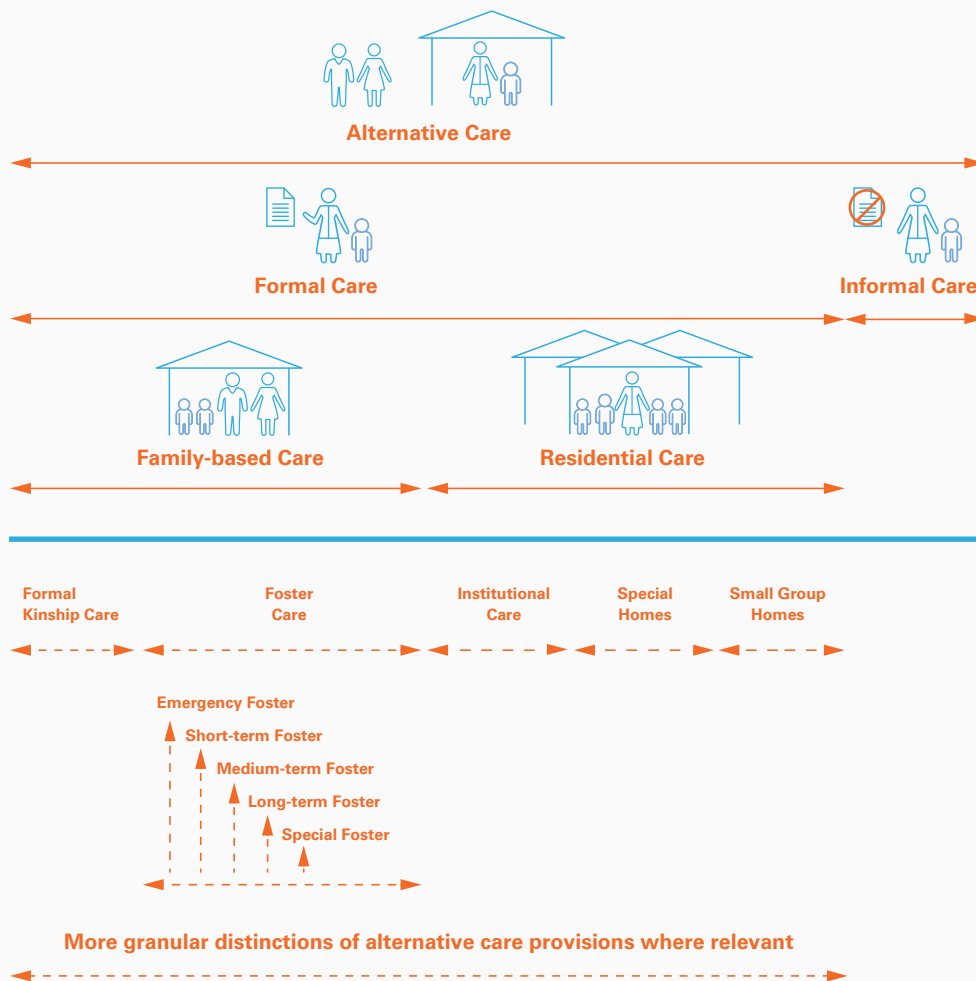 Alternative Care
Formal Care
Informal Care
Family-based Care
Residential Care
Formal
Kinship Care
Foster
Care
Institutional
Care
Special
Homes
Small Group
Homes
Emergency Foster
Short-term Foster
Medium-term Foster
Long-term Foster
Special Foster
More granular distinctions of alternative care provisions where relevant